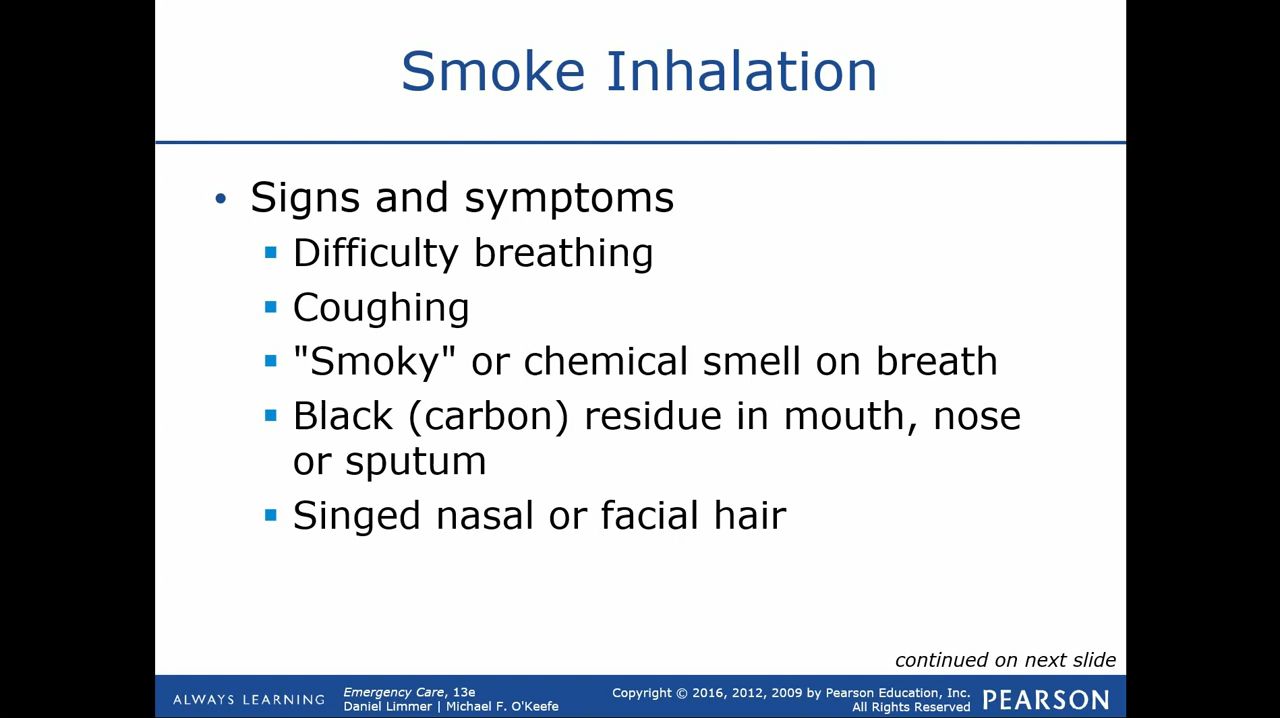 Smoke Inhalation
• Signs and symptoms
▪ Difficulty breathing
▪ Coughing
▪ "Smoky" or chemical smell on breath
▪ Black (carbon) residue in mouth, nose
or sputum
▪ Singed nasal or facial hair
continued on next slide
ALWAYS LEARNING
Emergency Care, 13e
Daniel Limmer | Michael F. O'Keefe
Copyright © 2016, 2012, 2009 by Pearson Education, Inc.
All Rights Reserved
PEARSON